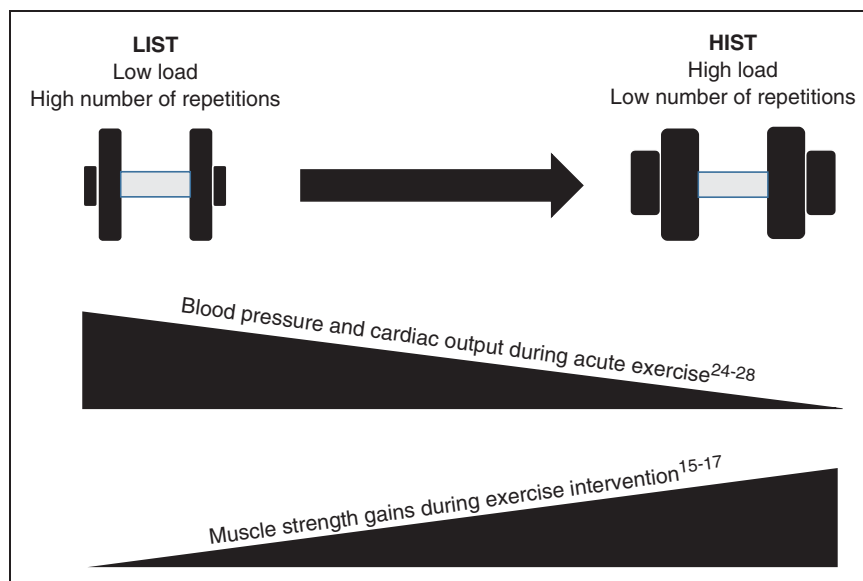 LIST
Low load
High number of repetitions
HIST
High load
Low number of repetitions
Blood pressure and cardiac output during acute exercise24-28
Muscle strength gains during exercise intervention15-17